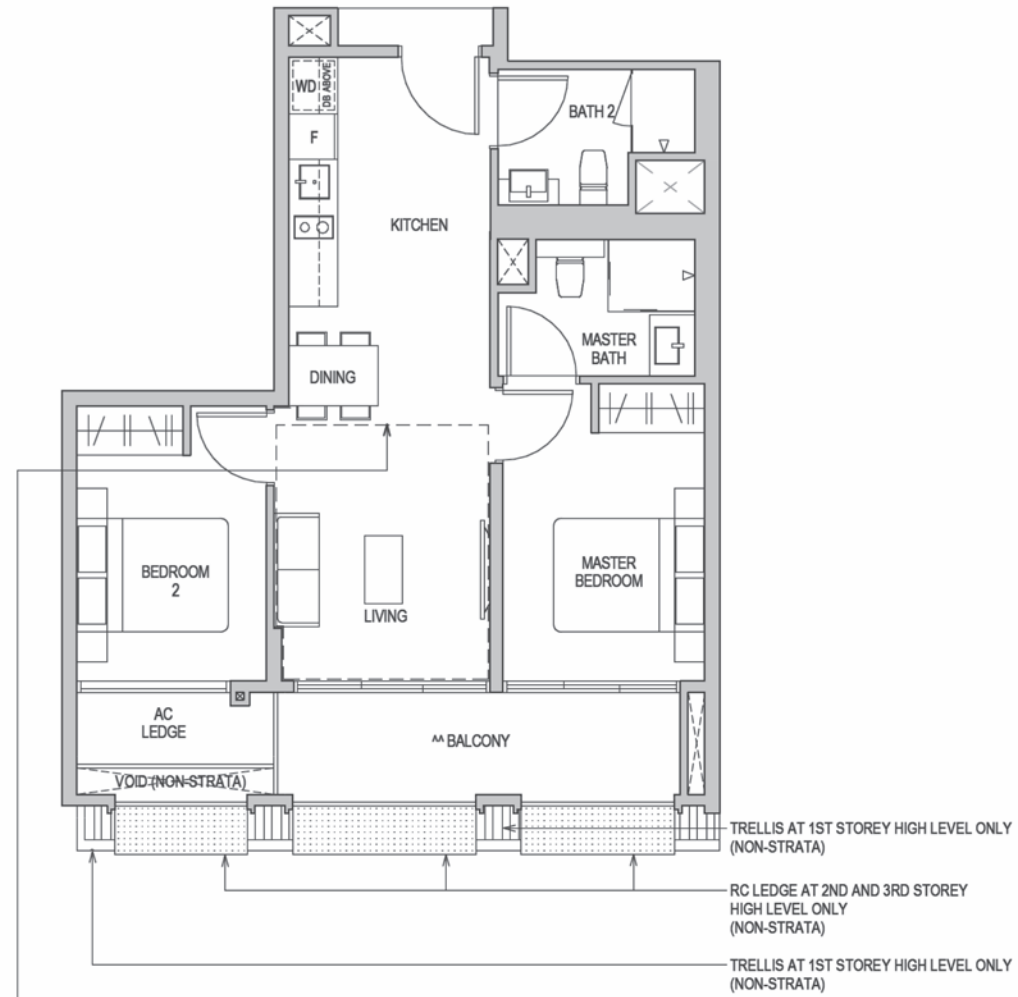 WD
DB ABOVE
F
BATH 2
KITCHEN
MASTER
BATH
DINING
BEDROOM
2
MASTER
BEDROOM
LIVING
AC
LEDGE
^^ BALCONY
VOID (NON-STRATA)
TRELLIS AT 1ST STOREY HIGH LEVEL ONLY
(NON-STRATA)
RC LEDGE AT 2ND AND 3RD STOREY
HIGH LEVEL ONLY
(NON-STRATA)
TRELLIS AT 1ST STOREY HIGH LEVEL ONLY
(NON-STRATA)